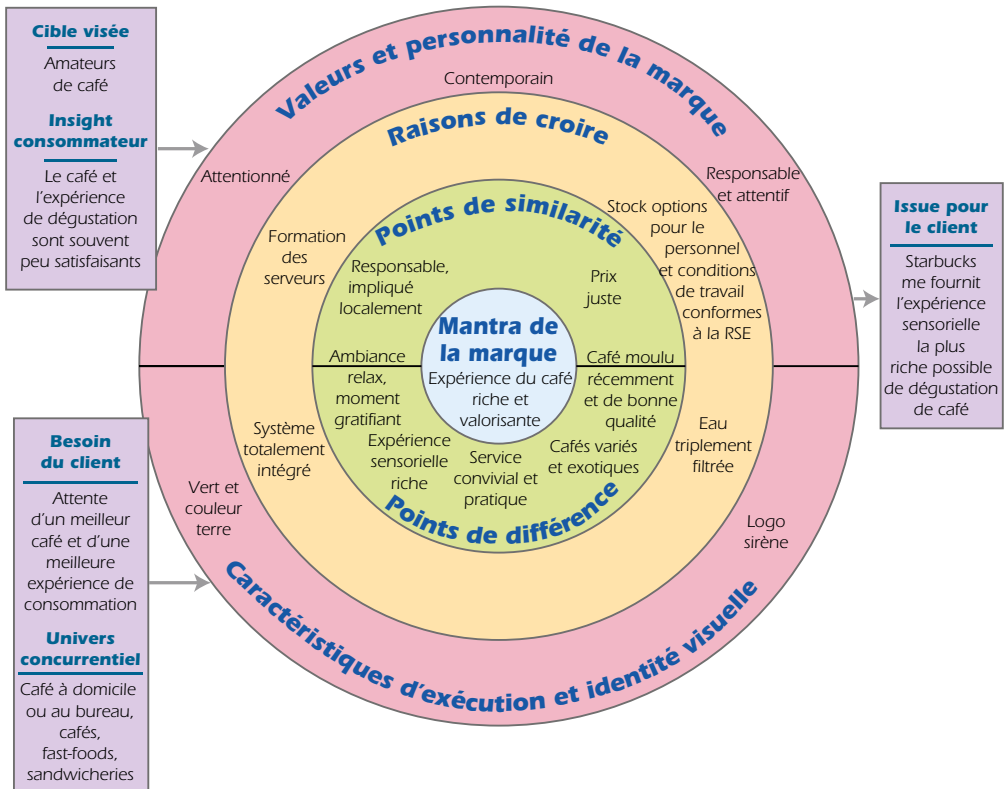 Cible visée
Amateurs
de café
Insight
consommateur
Le café et
l'expérience
de dégustation
sont souvent
peu satisfaisants
Besoin
du client
Attente
d'un meilleur
café et d'une
meilleure
expérience de
consommation
Univers
concurrentiel
Café à domicile
ou au bureau,
cafés,
fast-foods,
sandwicheries
Valeurs et personnalité de la marque
Contemporain
Attentionné
Responsable
et attentif
Raisons de croire
Formation
des
serveurs
Stock options
pour le
personnel
et conditions
de travail
conformes
à la RSE
Points de similarité
Responsable,
impliqué
localement
Prix
juste
Mantra de
la marque
Expérience du café
riche et
valorisante
Ambiance
relax,
moment
gratifiant
Café moulu
récemment
et de bonne
qualité
Expérience
sensorielle
riche
Service
convivial et
pratique
Cafés variés
et exotiques
Points de différence
Système
totalement
intégré
Eau
triplement
filtrée
Vert et
couleur
terre
Logo
sirène
Caractéristiques d'exécution et identité visuelle
Issue pour
le client
Starbucks
me fournit
l'expérience
sensorielle
la plus
riche possible
de dégustation
de café